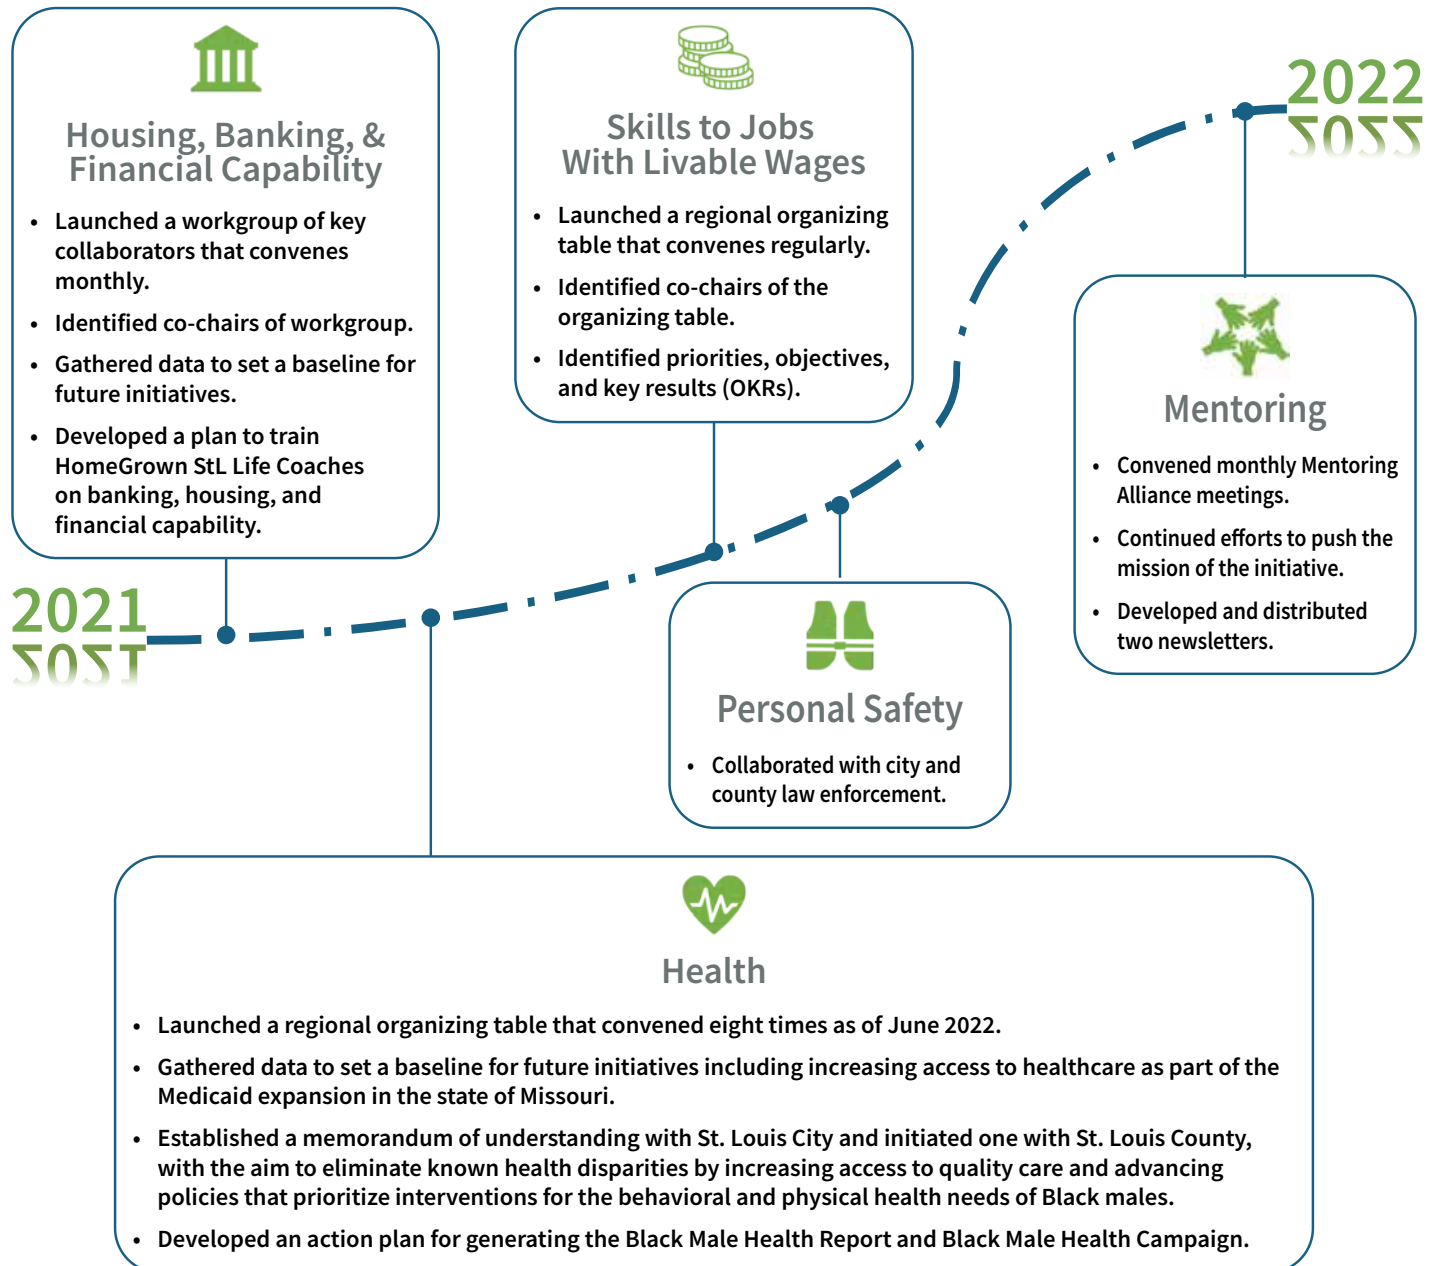 Housing, Banking, &
Financial Capability
• Launched a workgroup of key
collaborators that convenes
monthly.
• Identified co-chairs of workgroup.
• Gathered data to set a baseline for
future initiatives.
• Developed a plan to train
HomeGrown StL Life Coaches
on banking, housing, and
financial capability.
Skills to Jobs
With Livable Wages
• Launched a regional organizing
table that convenes regularly.
• Identified co-chairs of the
organizing table.
• Identified priorities, objectives,
and key results (OKRs).
2022
Mentoring
• Convened monthly Mentoring
Alliance meetings.
• Continued efforts to push the
mission of the initiative.
• Developed and distributed
two newsletters.
2021
Personal Safety
• Collaborated with city and
county law enforcement.
Health
• Launched a regional organizing table that convened eight times as of June 2022.
• Gathered data to set a baseline for future initiatives including increasing access to healthcare as part of the
Medicaid expansion in the state of Missouri.
• Established a memorandum of understanding with St. Louis City and initiated one with St. Louis County,
with the aim to eliminate known health disparities by increasing access to quality care and advancing
policies that prioritize interventions for the behavioral and physical health needs of Black males.
• Developed an action plan for generating the Black Male Health Report and Black Male Health Campaign.